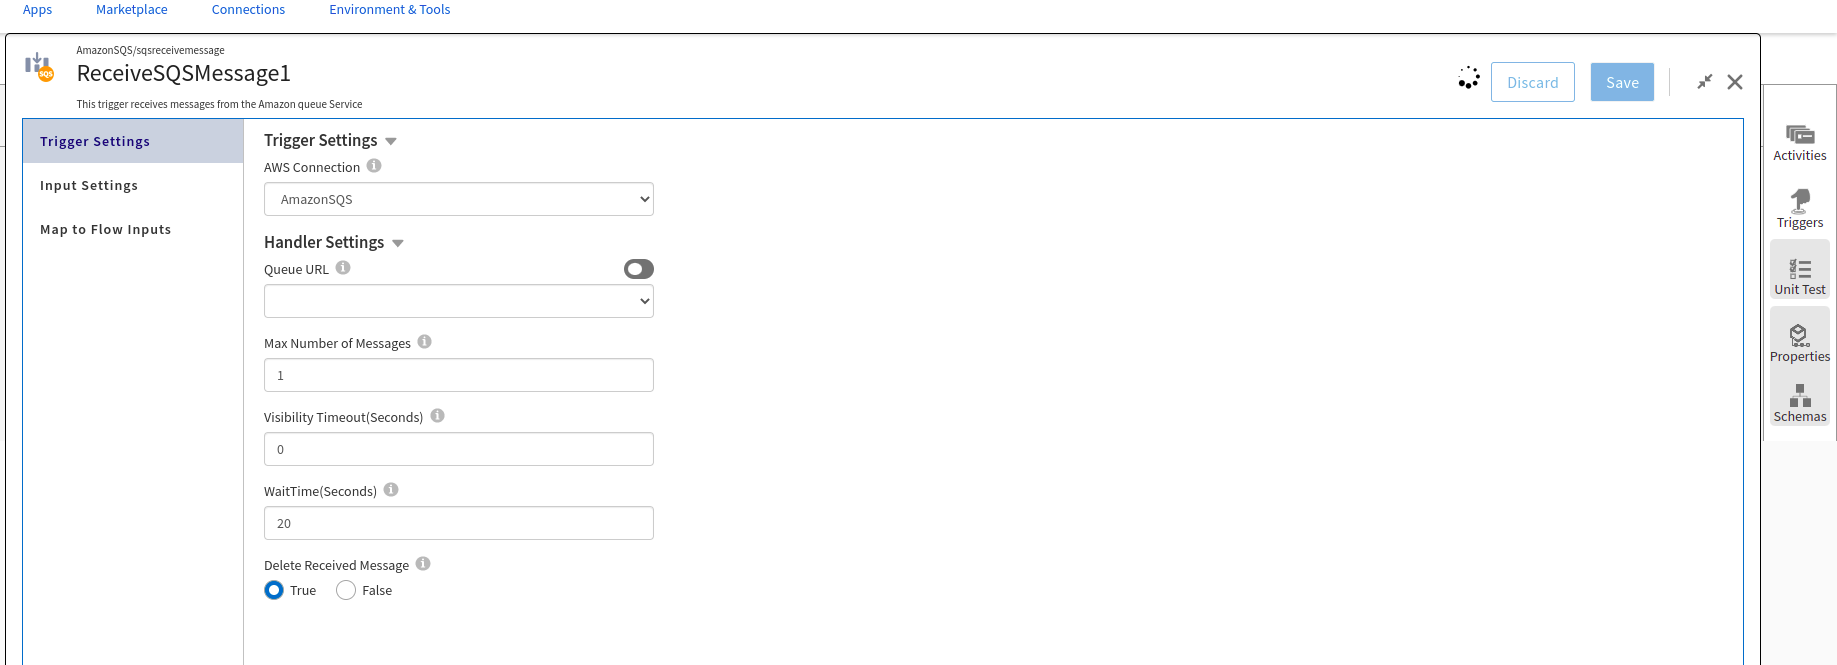 Apps Marketplace Connections Environment & Tools
AmazonSQS/sqsreceivemessage
ReceiveSQSMessage1
This trigger receives messages from the Amazon queue Service
SQS
Discard Save
Trigger Settings
Input Settings
Map to Flow Inputs
Trigger Settings
AWS Connection
AmazonSQS
Handler Settings
Queue URL
Max Number of Messages
1
Visibility Timeout(Seconds)
0
WaitTime(Seconds)
20
Delete Received Message
True False
Activities
Triggers
Unit Test
Properties
Schemas